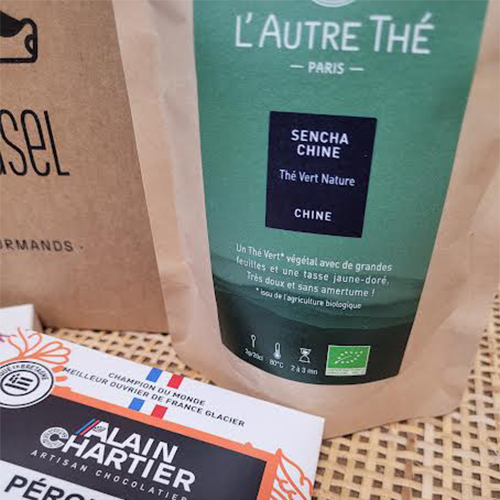 L'AUTRE THÉ
— PARIS —
SENCHA
CHINE
Thé Vert Nature
CHINE
Un Thé Vert* végétal avec de grandes
feuilles et une tasse jaune-doré.
Très doux et sans amertume !
* issu de l'agriculture biologique
2g/20cl 80°C 2 à 3 mn
CHAMPION DU MONDE
MEILLEUR OUVRIER DE FRANCE GLACIER
ALAIN
CHARTIER
ARTISAN CHOCOLATIER